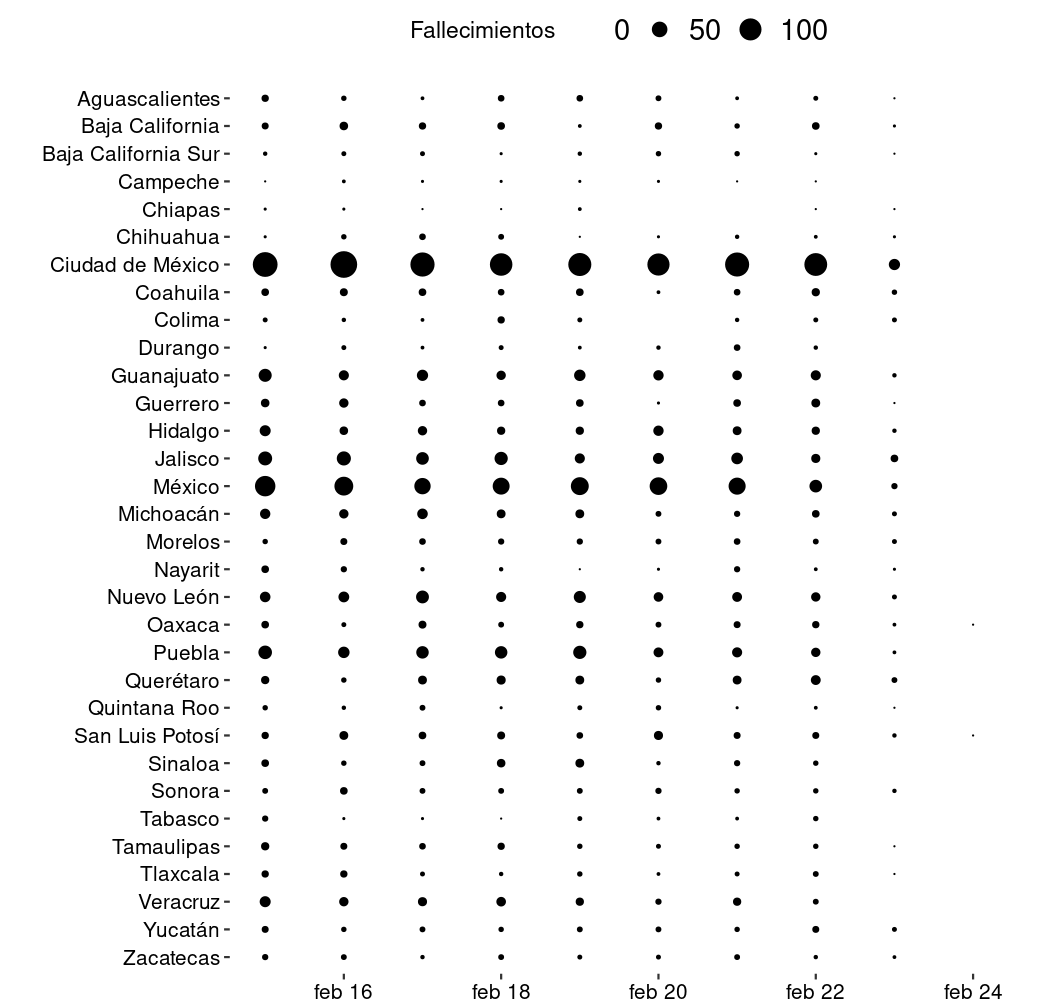 Fallecimientos 0 50 100
Aguascalientes
Baja California
Baja California Sur
Campeche
Chiapas
Chihuahua
Ciudad de México
Coahuila
Colima
Durango
Guanajuato
Guerrero
Hidalgo
Jalisco
México
Michoacán
Morelos
Nayarit
Nuevo León
Oaxaca
Puebla
Querétaro
Quintana Roo
San Luis Potosí
Sinaloa
Sonora
Tabasco
Tamaulipas
Tlaxcala
Veracruz
Yucatán
Zacatecas
feb 16 feb 18 feb 20 feb 22 feb 24